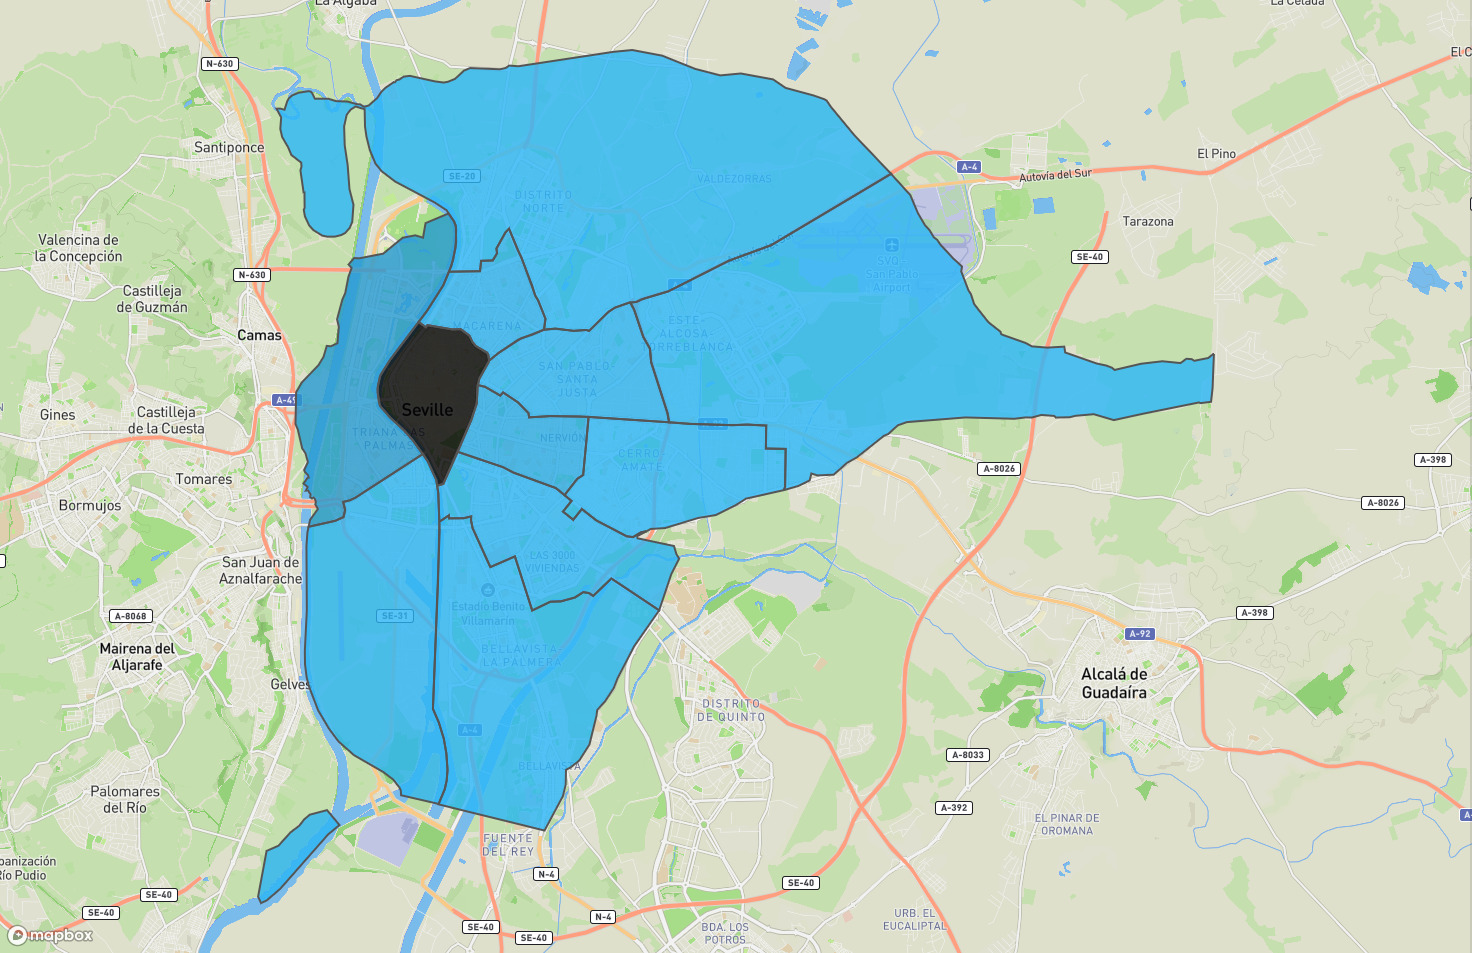 La Algaba
La Celada
El C
N-630
Santiponce
SE-20
DISTRITO
NORTE
VALDEZORRAS
A-4
Autovía del Sur
El Pino
Tarazona
Valencina de
la Concepción
N-630
SVQ
San Pablo
Airport
SE-40
Castilleja
de Guzmán
Camas
MACARENA
ESTE-
ALCOSA
TORREBLANCA
SAN PABLO-
SANTA
JUSTA
A-49
Gines
Castilleja
de la Cuesta
Seville
TRIANA-LAS
PALMAS
NERVIÓN
CERRO
AMATE
A-92
A-8026
A-398
Tomares
Bormujos
A-8026
San Juan de
Aznalfarache
LAS 3000
VIVIENDAS
A-8068
SE-31
Estadio Benito
Villamarín
A-398
A-92
Mairena del
Aljarafe
BELLAVISTA
LA PALMERA
Gelves
Alcalá de
Guadaíra
DISTRITO
DE QUINTO
A-4
A-8033
BELLAVISTA
Palomares
del Río
A-392
EL PINAR DE
OROMANA
A-
FUENTE
DEL REY
banización
Río Pudio
N-4
SE-40
SE-40
SE-40
N-4
SE-40
SE-40
URB. EL
EUCALIPTAL
BDA. LOS
POTROS
mapbox